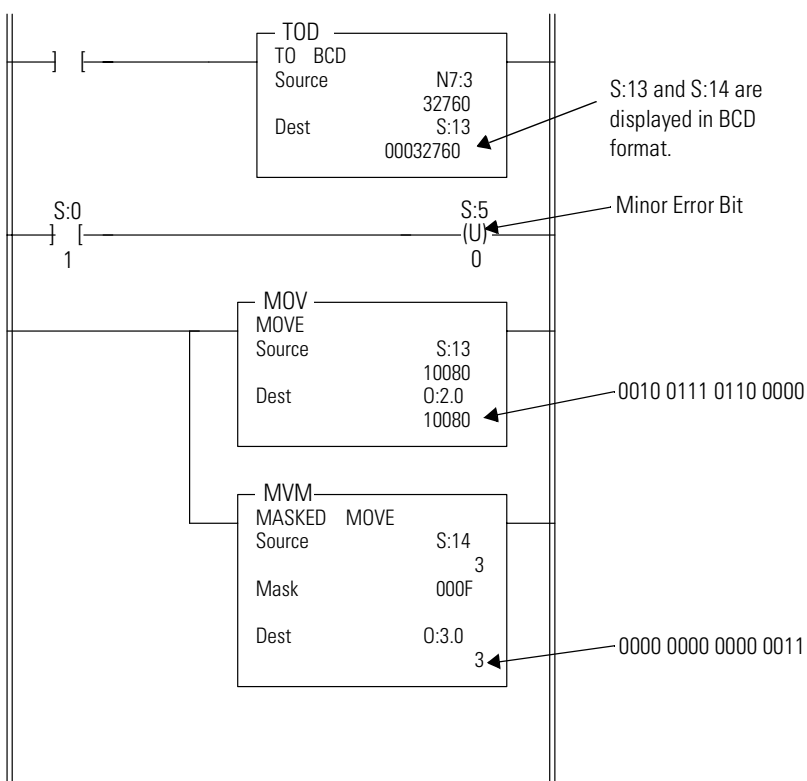 TOD
TO BCD
Source N7:3
32760
Dest S:13
00032760
S:13 and S:14 are
displayed in BCD
format.
S:0
] [
1
S:5
(U)
0
Minor Error Bit
MOV
MOVE
Source S:13
10080
Dest O:2.0
10080
0010 0111 0110 0000
MVM
MASKED MOVE
Source S:14
3
Mask 000F
Dest O:3.0
3
0000 0000 0000 0011